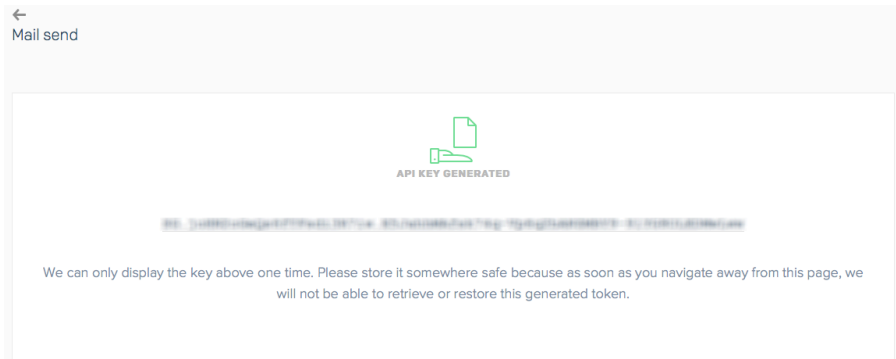 Mail send
API KEY GENERATED
We can only display the key above one time. Please store it somewhere safe because as soon as you navigate away from this page, we
will not be able to retrieve or restore this generated token.